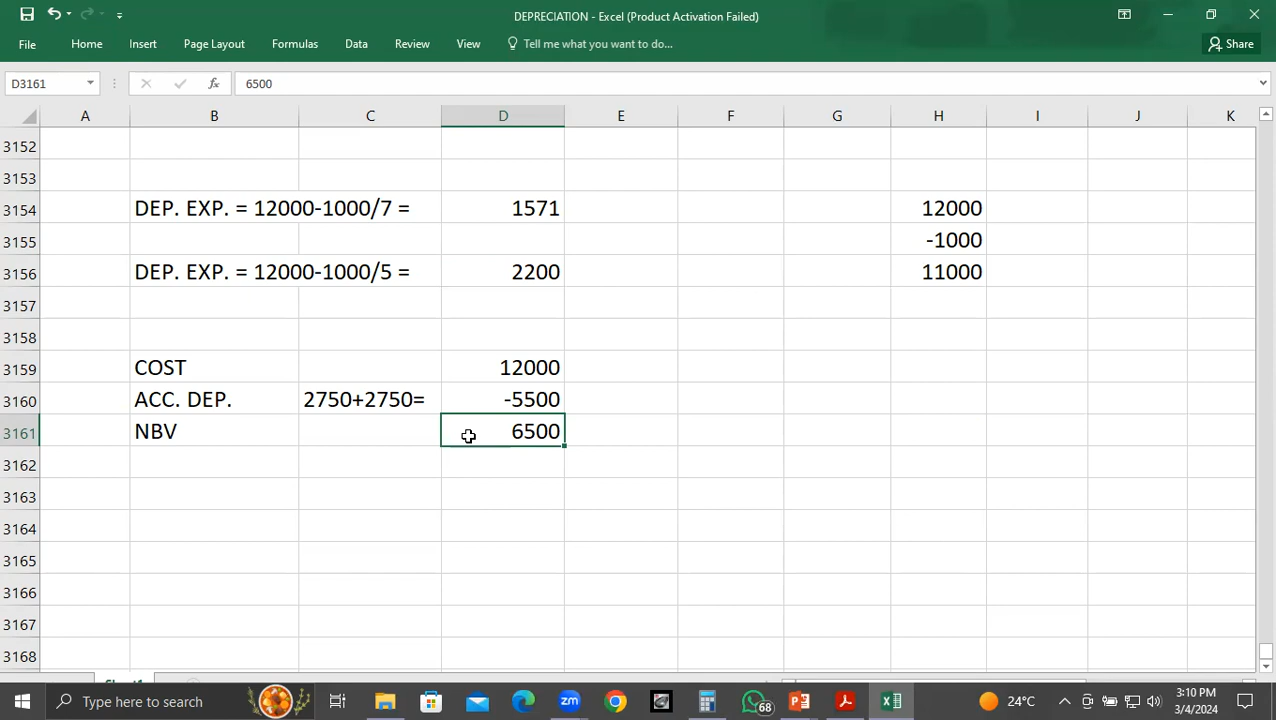 DEPRECIATION - Excel (Product Activation Failed)
File Home Insert Page Layout Formulas Data Review View Tell me what you want to do... Share
D3161 fx 6500
A B C D E F G H I J K
3152
3153
3154 DEP. EXP. = 12000-1000/7 = 1571 12000
3155 -1000
3156 DEP. EXP. = 12000-1000/5 = 2200 11000
3157
3158
3159 COST 12000
3160 ACC. DEP. 2750+2750= -5500
3161 NBV 6500
3162
3163
3164
3165
3166
3167
3168
Sheet1
Type here to search 68 24°C 3:10 PM
3/4/2024